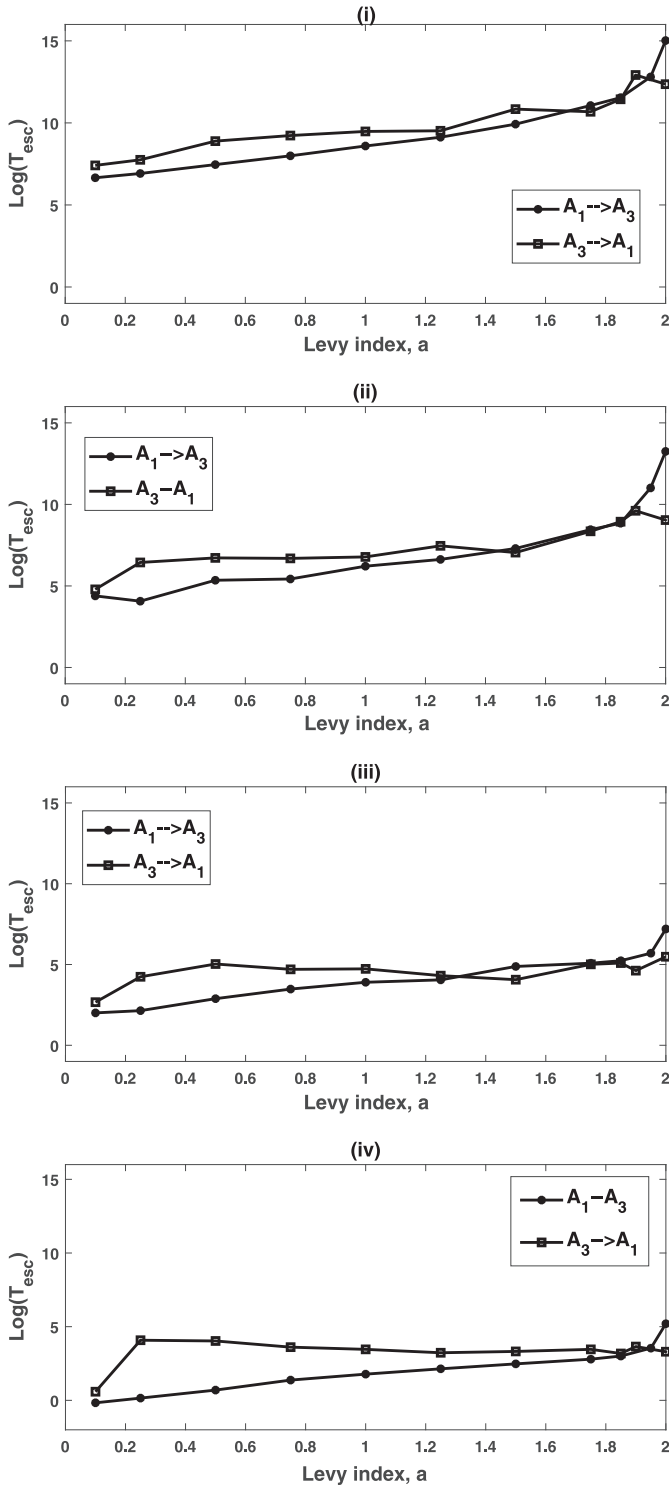 (i)
15
10
5
0
Log(T_esc)
A_1-->A_3
A_3-->A_1
0 0.2 0.4 0.6 0.8 1 1.2 1.4 1.6 1.8 2
Levy index, a
(ii)
15
10
5
0
Log(T_esc)
A_1->A_3
A_3-A_1
0 0.2 0.4 0.6 0.8 1 1.2 1.4 1.6 1.8 2
Levy index, a
(iii)
15
10
5
0
Log(T_esc)
A_1-->A_3
A_3-->A_1
0 0.2 0.4 0.6 0.8 1 1.2 1.4 1.6 1.8 2
Levy index, a
(iv)
15
10
5
0
Log(T_esc)
A_1-A_3
A_3->A_1
0 0.2 0.4 0.6 0.8 1 1.2 1.4 1.6 1.8 2
Levy index, a